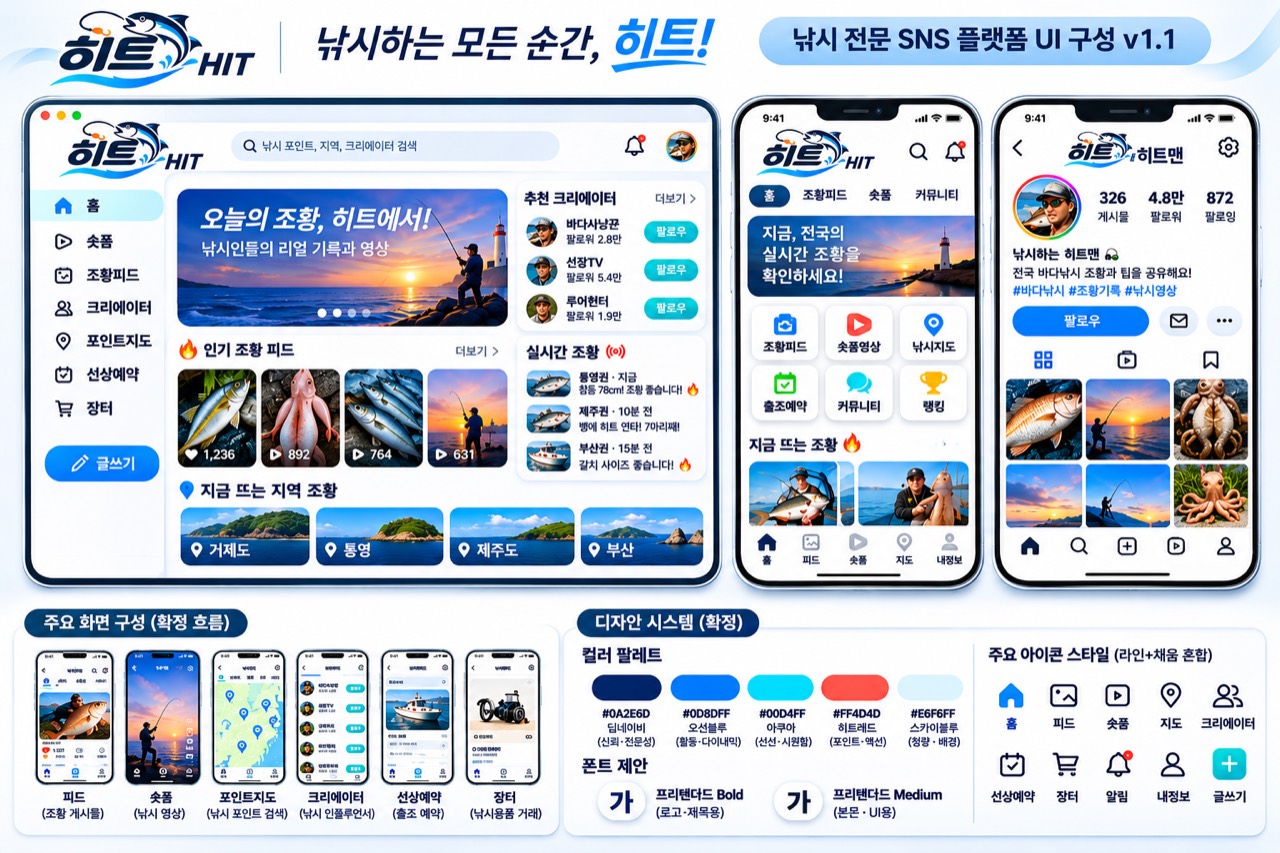 히트 HIT
낚시하는 모든 순간, 히트!
낚시 전문 SNS 플랫폼 UI 구성 v1.1
히트 HIT
낚시 포인트, 지역, 크리에이터 검색
홈
숏폼
조황피드
크리에이터
포인트지도
선상예약
장터
글쓰기
오늘의 조황, 히트에서!
낚시인들의 리얼 기록과 영상
추천 크리에이터
더보기 >
바다사냥꾼
팔로워 2.8만
팔로우
선장TV
팔로워 5.4만
팔로우
루어헌터
팔로워 1.9만
팔로우
인기 조황 피드
더보기 >
1,236
892
764
631
실시간 조황
통영권 · 지금
참돔 78cm! 조황 좋습니다!
제주권 · 10분 전
뱅에 히트 연타! 7마리째!
부산권 · 15분 전
갈치 사이즈 좋습니다!
지금 뜨는 지역 조황
거제도
통영
제주도
부산
9:41
히트 HIT
홈 조황피드 숏폼 커뮤니티
지금, 전국의
실시간 조황을
확인하세요!
조황피드 숏폼영상 낚시지도
출조예약 커뮤니티 랭킹
지금 뜨는 조황
홈 피드 숏폼 지도 내정보
9:41
히트 히트맨
326 4.8만 872
게시물 팔로워 팔로잉
낚시하는 히트맨
전국 바다낚시 조황과 팁을 공유해요!
#바다낚시 #조황기록 #낚시영상
팔로우
주요 화면 구성 (확정 흐름)
피드 숏폼 포인트지도 크리에이터 선상예약 장터
(조황 게시물) (낚시 영상) (낚시 포인트 검색) (낚시 인플루언서) (출조 예약) (낚시용품 거래)
디자안 시스템 (확정)
컬러 팔레트
#0A2E6D #0D8DFF #00D4FF #FF4D4D #E6F6FF
딥네이비 오션블루 아쿠아 히트레드 스카이블루
(신뢰·전문성) (활동·다이내믹) (선선·시원함) (포인트·액션) (청량·배경)
폰트 제안
가 프리텐더드 Bold
(로고·제목용)
가 프리텐더드 Medium
(본몬·UI용)
주요 아이콘 스타일 (라인+채움 혼합)
홈 피드 숏폼 지도 크리에이터
선상예약 장터 알림 내정보 글쓰기